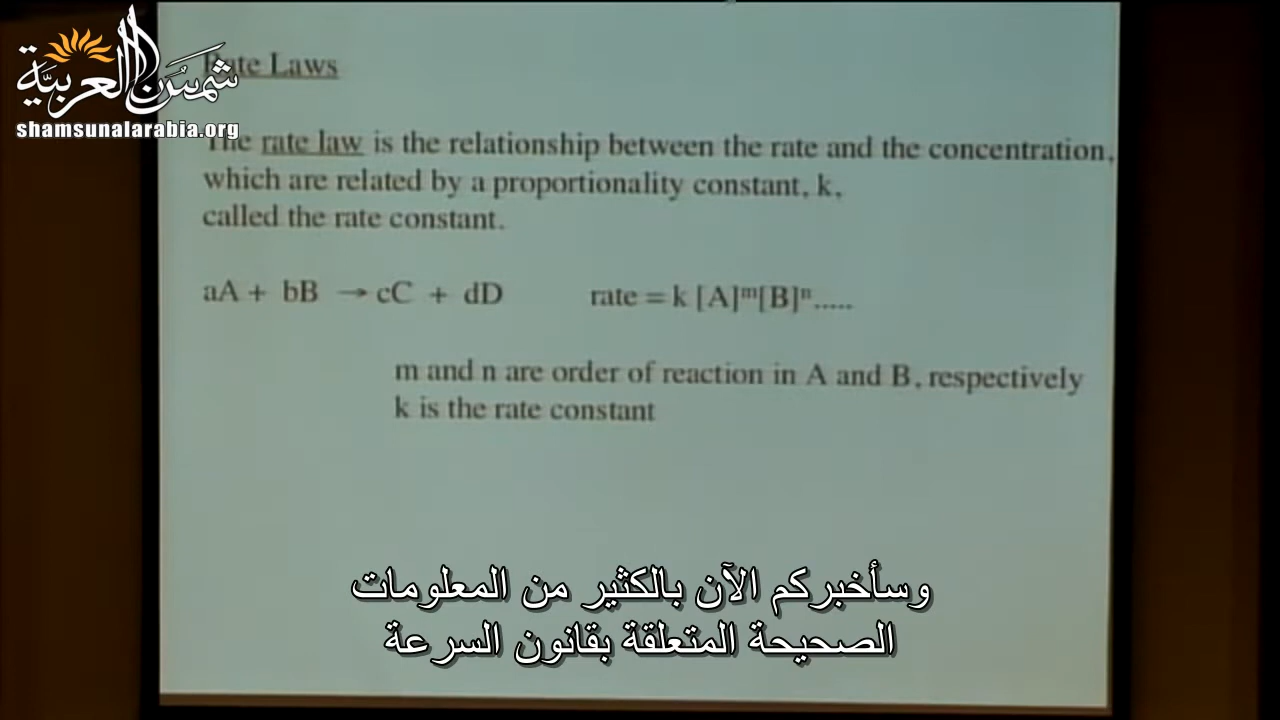 شمس العربية
shamsunalarabia.org
Rate Laws
The rate law is the relationship between the rate and the concentration,
which are related by a proportionality constant, k,
called the rate constant.
aA + bB → cC + dD rate = k [A]ᵐ[B]ⁿ.....
m and n are order of reaction in A and B, respectively
k is the rate constant
وسأخبركم الآن بالكثير من المعلومات
الصحيحة المتعلقة بقانون السرعة